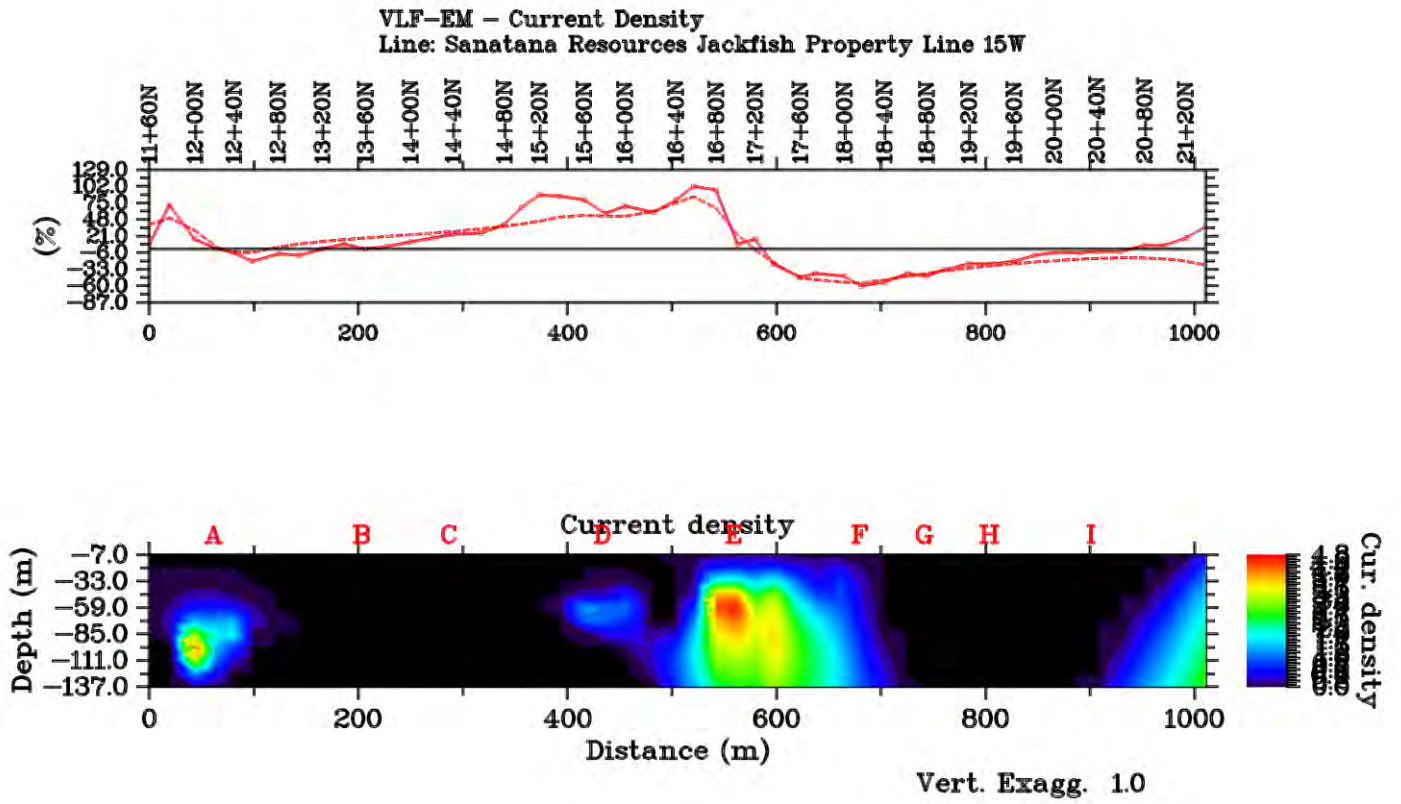 VLF-EM - Current Density
Line: Sanatana Resources Jackfish Property Line 15W
11+60N 12+00N 12+40N 12+80N 13+20N 13+60N 14+00N 14+40N 14+80N 15+20N 15+60N 16+00N 16+40N 16+80N 17+20N 17+60N 18+00N 18+40N 18+80N 19+20N 19+60N 20+00N 20+40N 20+80N 21+20N
(%)
129.0
102.0
75.0
48.0
21.0
-6.0
-33.0
-60.0
-87.0
0 200 400 600 800 1000
Current density
A B C D E F G H I
Depth (m)
-7.0
-33.0
-59.0
-85.0
-111.0
-137.0
0 200 400 600 800 1000
Distance (m)
Cur. density
Vert. Exagg. 1.0